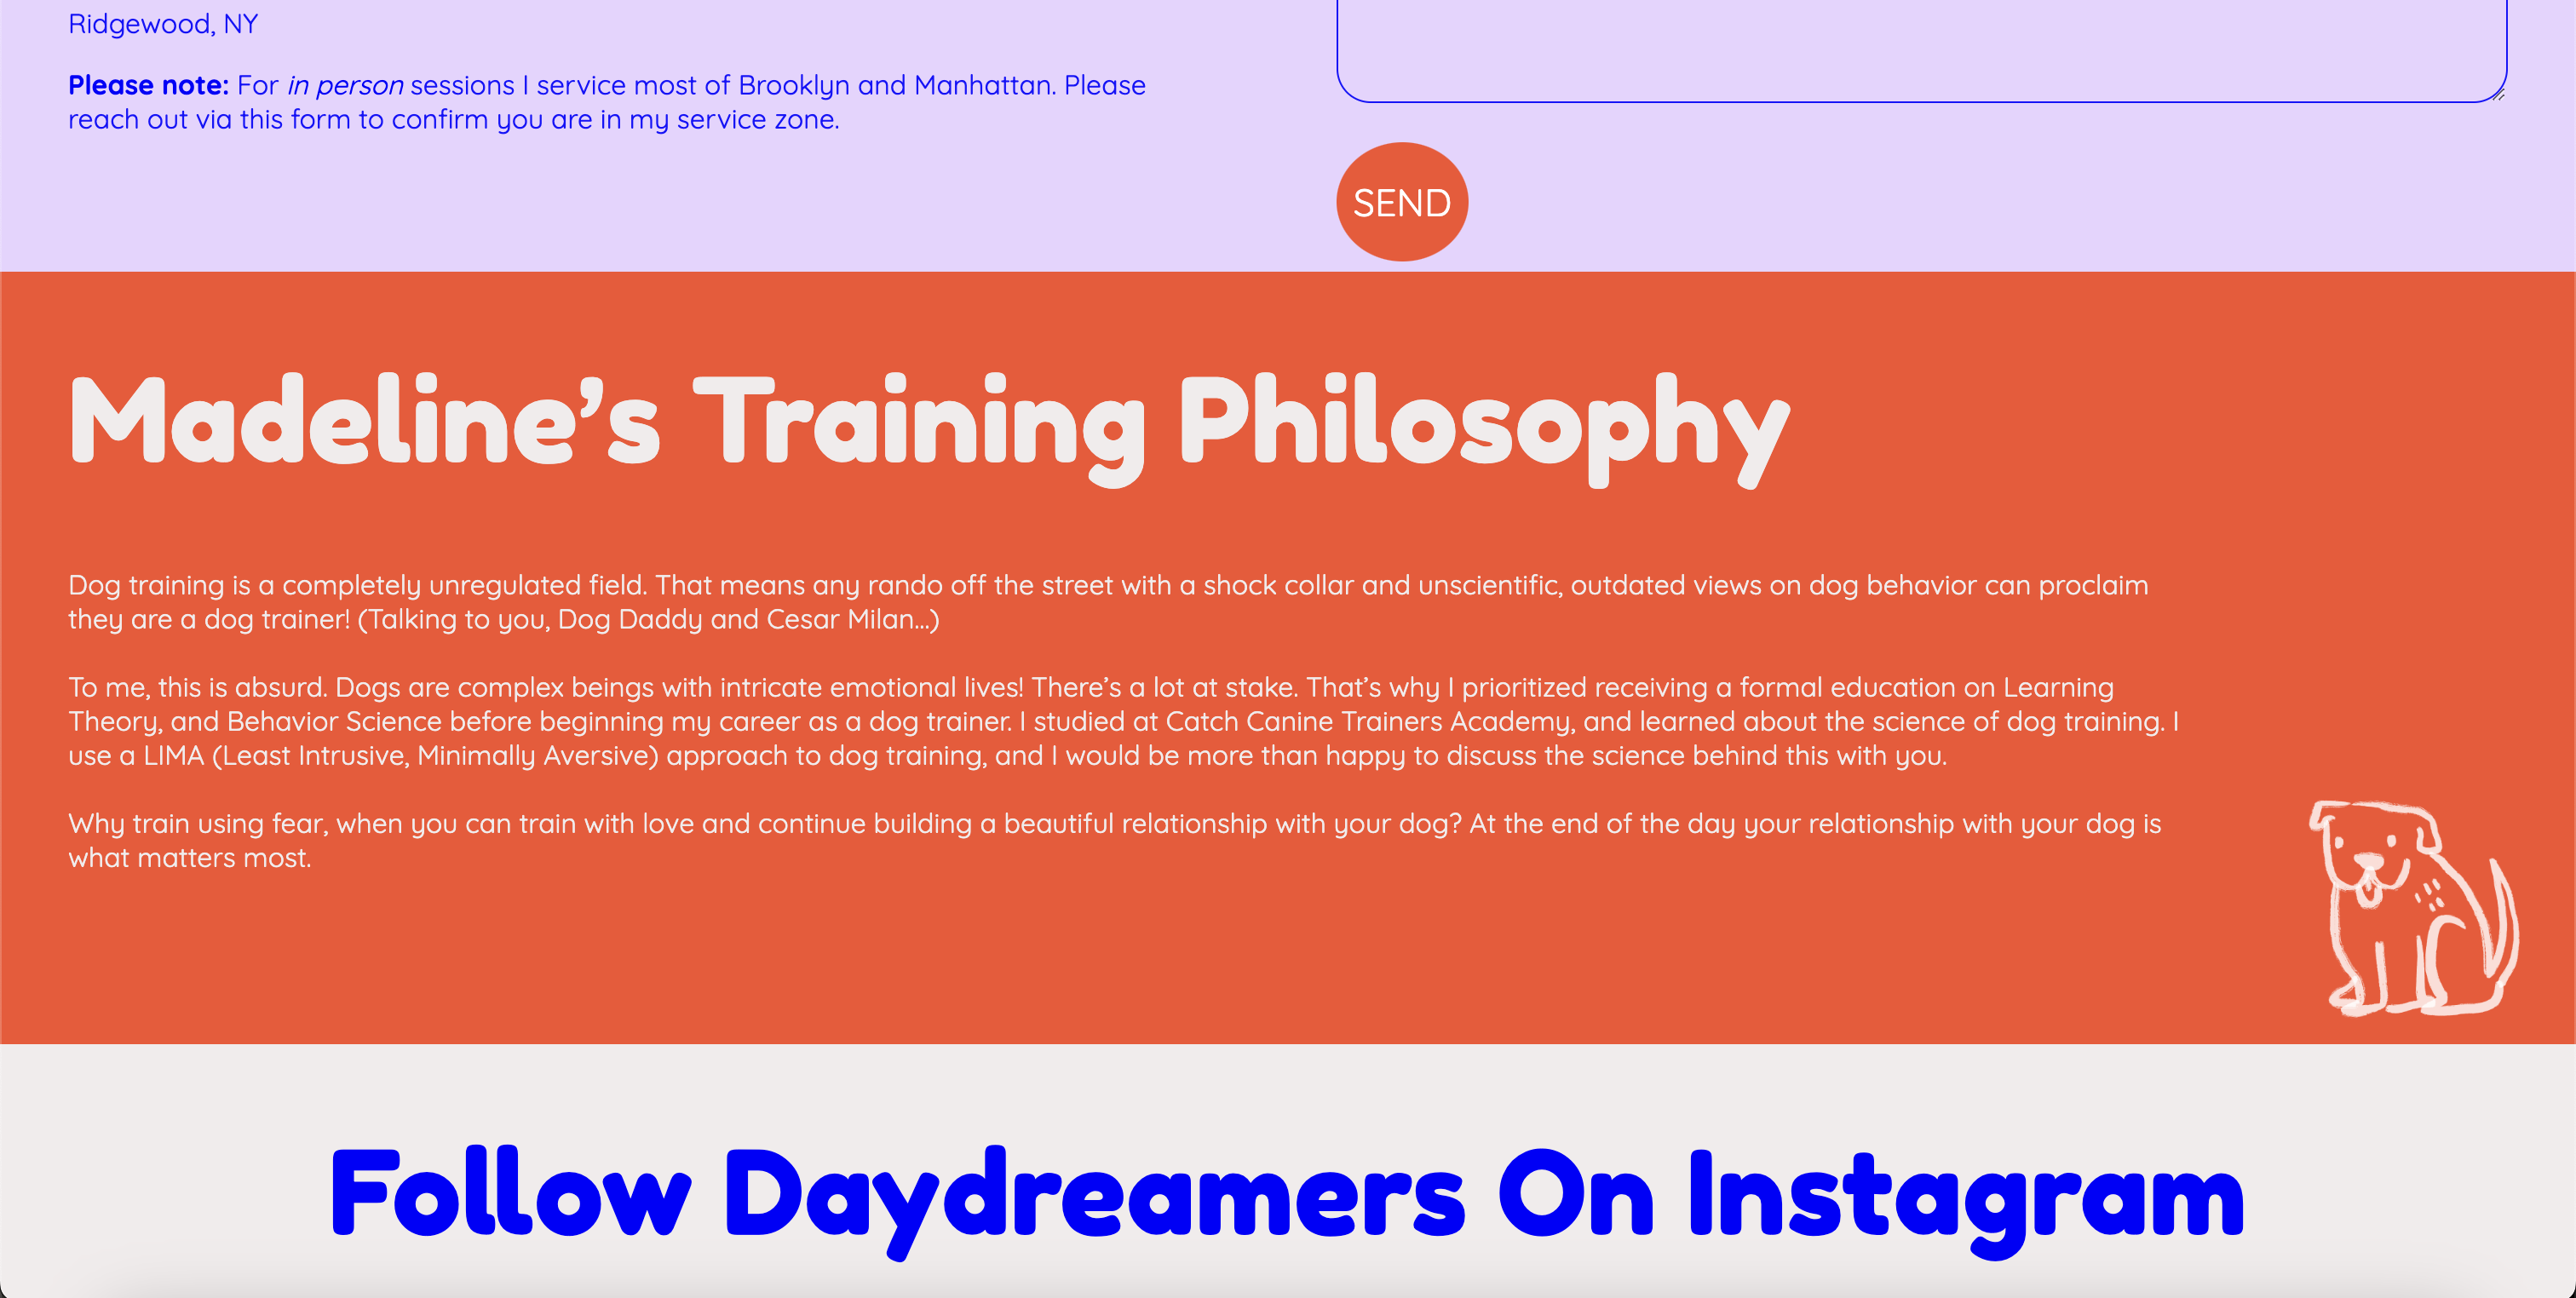 Ridgewood, NY
Please note: For in person sessions I service most of Brooklyn and Manhattan. Please
reach out via this form to confirm you are in my service zone.
SEND
Madeline’s Training Philosophy
Dog training is a completely unregulated field. That means any rando off the street with a shock collar and unscientific, outdated views on dog behavior can proclaim
they are a dog trainer! (Talking to you, Dog Daddy and Cesar Milan...)
To me, this is absurd. Dogs are complex beings with intricate emotional lives! There’s a lot at stake. That’s why I prioritized receiving a formal education on Learning
Theory, and Behavior Science before beginning my career as a dog trainer. I studied at Catch Canine Trainers Academy, and learned about the science of dog training. I
use a LIMA (Least Intrusive, Minimally Aversive) approach to dog training, and I would be more than happy to discuss the science behind this with you.
Why train using fear, when you can train with love and continue building a beautiful relationship with your dog? At the end of the day your relationship with your dog is
what matters most.
Follow Daydreamers On Instagram